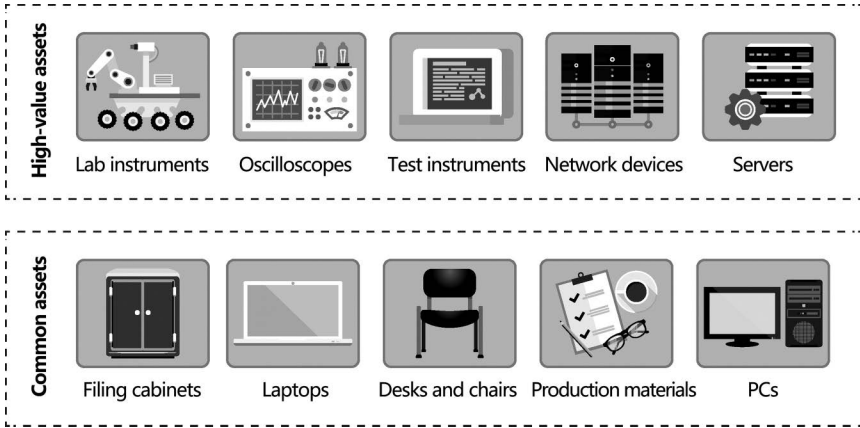 High-value assets
Lab instruments
Oscilloscopes
Test instruments
Network devices
Servers
Common assets
Filing cabinets
Laptops
Desks and chairs
Production materials
PCs